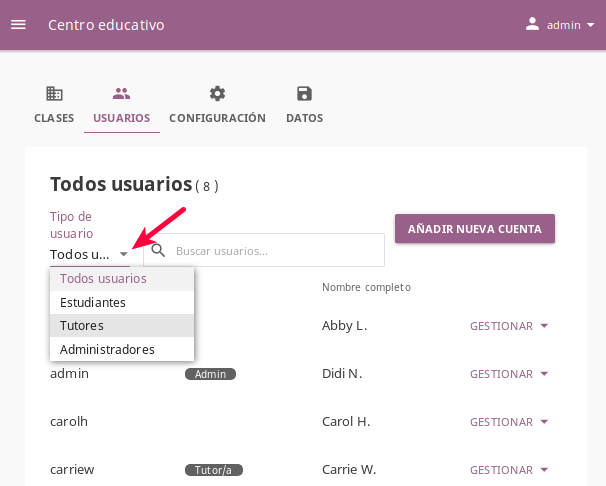 Centro educativo
admin
CLASES
USUARIOS
CONFIGURACIÓN
DATOS
Todos usuarios ( 8 )
Tipo de
usuario
Todos u...
Buscar usuarios...
AÑADIR NUEVA CUENTA
Todos usuarios
Estudiantes
Tutores
Administradores
Nombre completo
Abby L.
GESTIONAR
admin
Admin
Didi N.
GESTIONAR
carolh
Carol H.
GESTIONAR
carriew
Tutor/a
Carrie W.
GESTIONAR